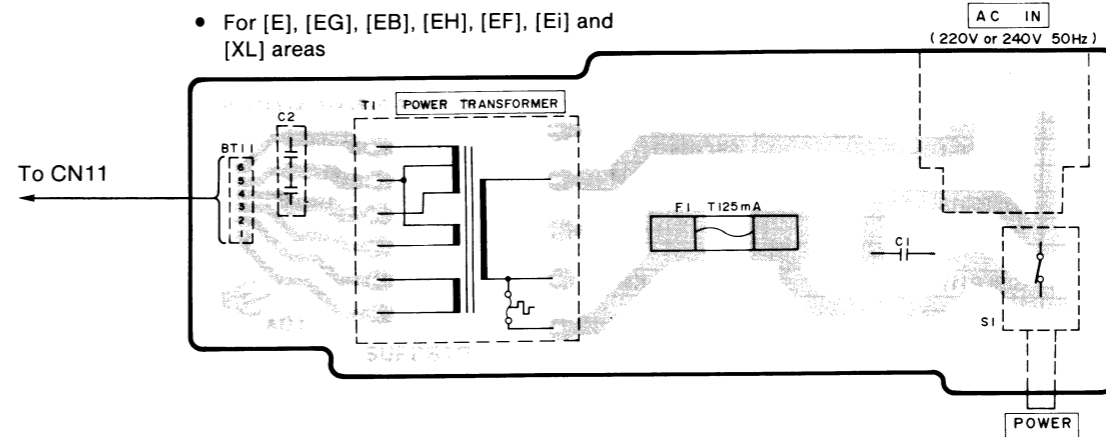 • For [E], [EG], [EB], [EH], [EF], [Ei] and
[XL] areas
AC IN
(220V or 240V 50Hz)
T1 POWER TRANSFORMER
C2
BT11
6
5
4
3
2
1
To CN11
F1 T125mA
C1
S1
POWER